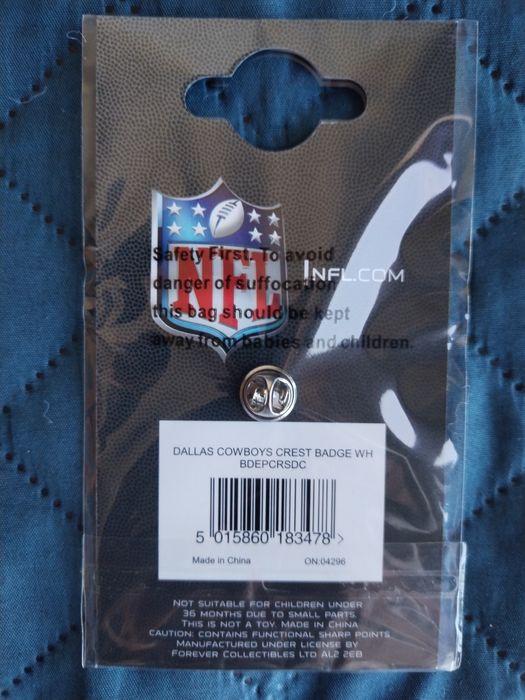 NFL
NFL.COM
Safety First. To avoid
danger of suffocation
this bag should be kept
away from babies and children.
DALLAS COWBOYS CREST BADGE WH
BDEPCRSDC
5 015860 183478 >
Made in China ON:04296
NOT SUITABLE FOR CHILDREN UNDER
36 MONTHS DUE TO SMALL PARTS.
THIS IS NOT A TOY. MADE IN CHINA
CAUTION: CONTAINS FUNCTIONAL SHARP POINTS
MANUFACTURED UNDER LICENSE BY
FOREVER COLLECTIBLES LTD AL2 2EB